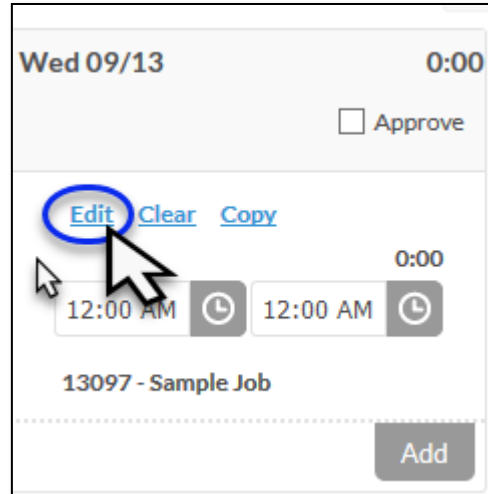 Wed 09/13 0:00
Approve
Edit Clear Copy
0:00
12:00 AM 12:00 AM
13097 - Sample Job
Add